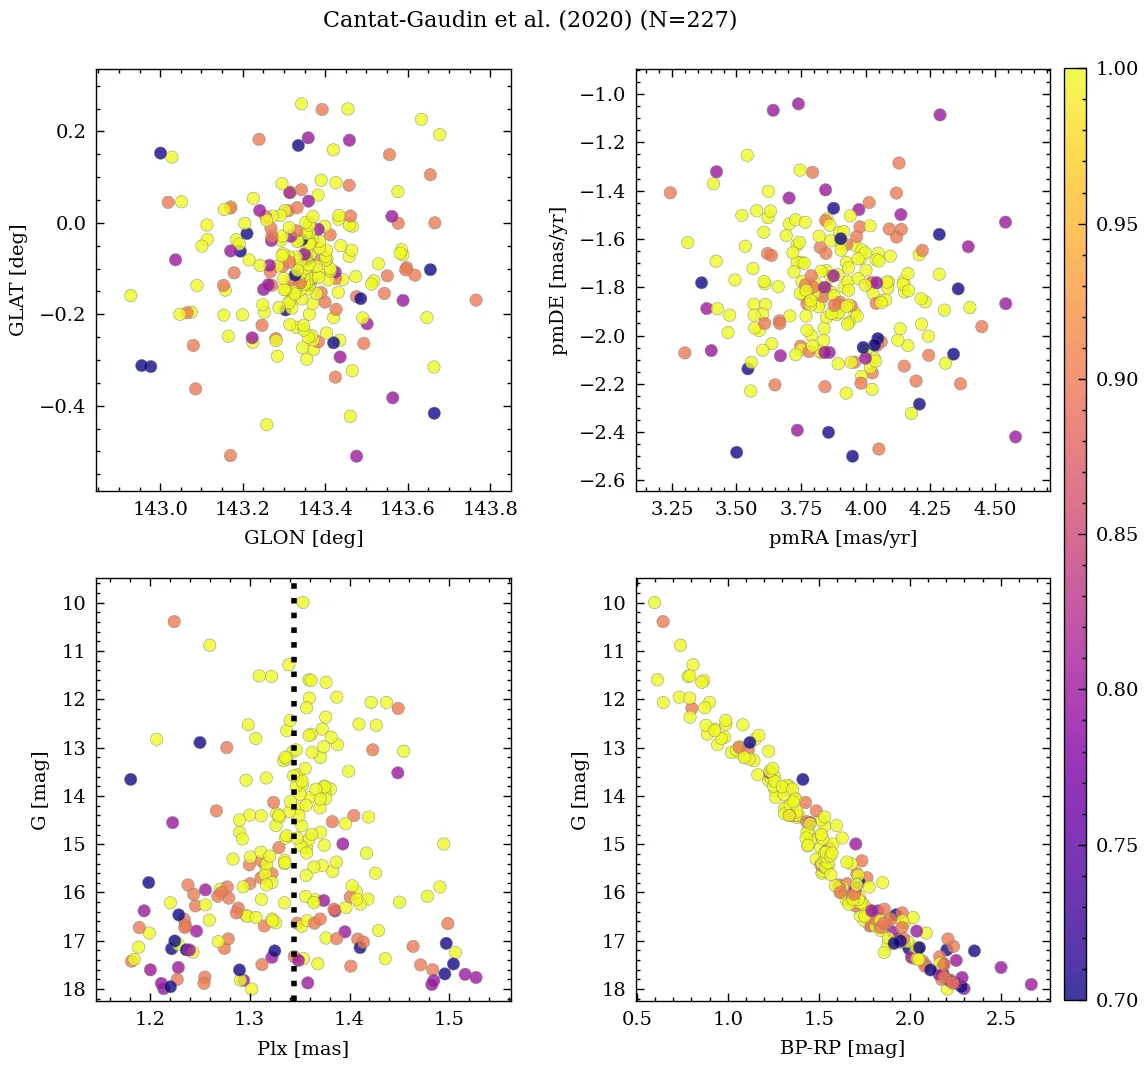 Cantat-Gaudin et al. (2020) (N=227)
0.2
0.0
−0.2
−0.4
GLAT [deg]
143.0 143.2 143.4 143.6 143.8
GLON [deg]
−1.0
−1.2
−1.4
−1.6
−1.8
−2.0
−2.2
−2.4
−2.6
pmDE [mas/yr]
3.25 3.50 3.75 4.00 4.25 4.50
pmRA [mas/yr]
10
11
12
13
14
15
16
17
18
G [mag]
1.2 1.3 1.4 1.5
Plx [mas]
10
11
12
13
14
15
16
17
18
G [mag]
0.5 1.0 1.5 2.0 2.5
BP-RP [mag]
1.00
0.95
0.90
0.85
0.80
0.75
0.70